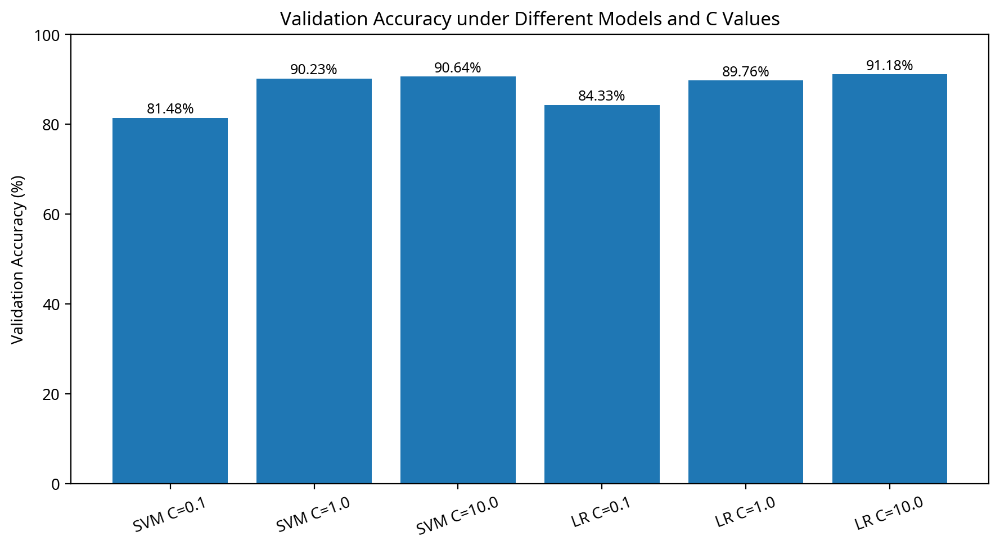 Validation Accuracy under Different Models and C Values
Validation Accuracy (%)
100
80
60
40
20
0
81.48%
90.23%
90.64%
84.33%
89.76%
91.18%
SVM C=0.1
SVM C=1.0
SVM C=10.0
LR C=0.1
LR C=1.0
LR C=10.0